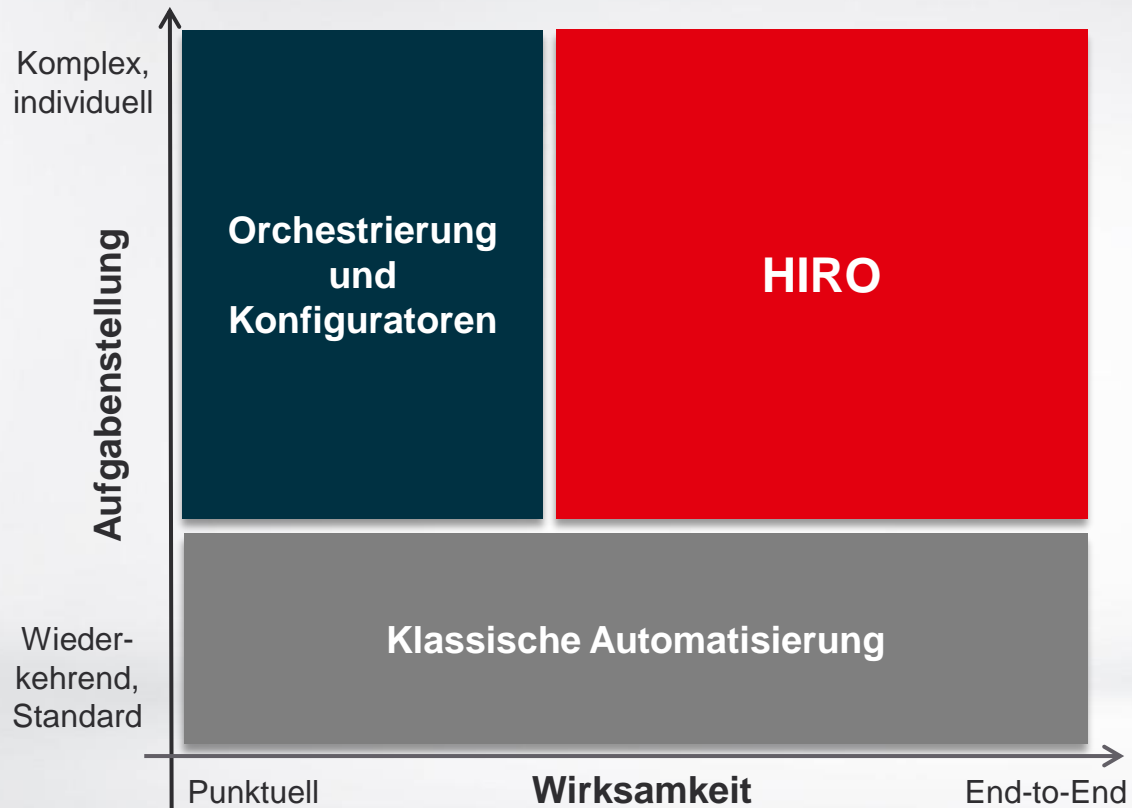 Komplex,
individuell
Aufgabenstellung
Orchestrierung
und
Konfiguratoren
HIRO
Wieder-
kehrend,
Standard
Klassische Automatisierung
Punktuell
Wirksamkeit
End-to-End